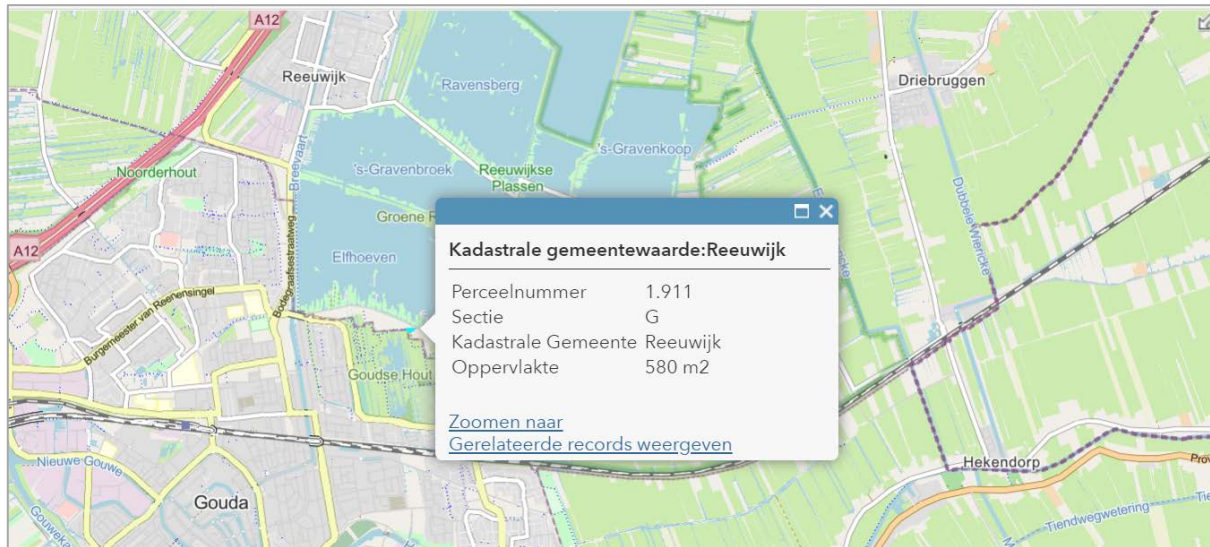 A12
Reeuwijk
Ravensberg
Driebruggen
Noorderhout
Breevaart
's-Gravenbroek
Reeuwijkse
Plassen
's-Gravenkoop
Dubbele Wiericke
A12
Groene R
Elfhoeven
Bodegraafsestraatweg
Burgemeester van Reenensingel
Goudse Hout
Kadastrale gemeentewaarde:Reeuwijk
Perceelnummer 1.911
Sectie G
Kadastrale Gemeente Reeuwijk
Oppervlakte 580 m2
Zoomen naar
Gerelateerde records weergeven
Nieuwe Gouwe
Gouda
Hekendorp
Tiendwegwetering